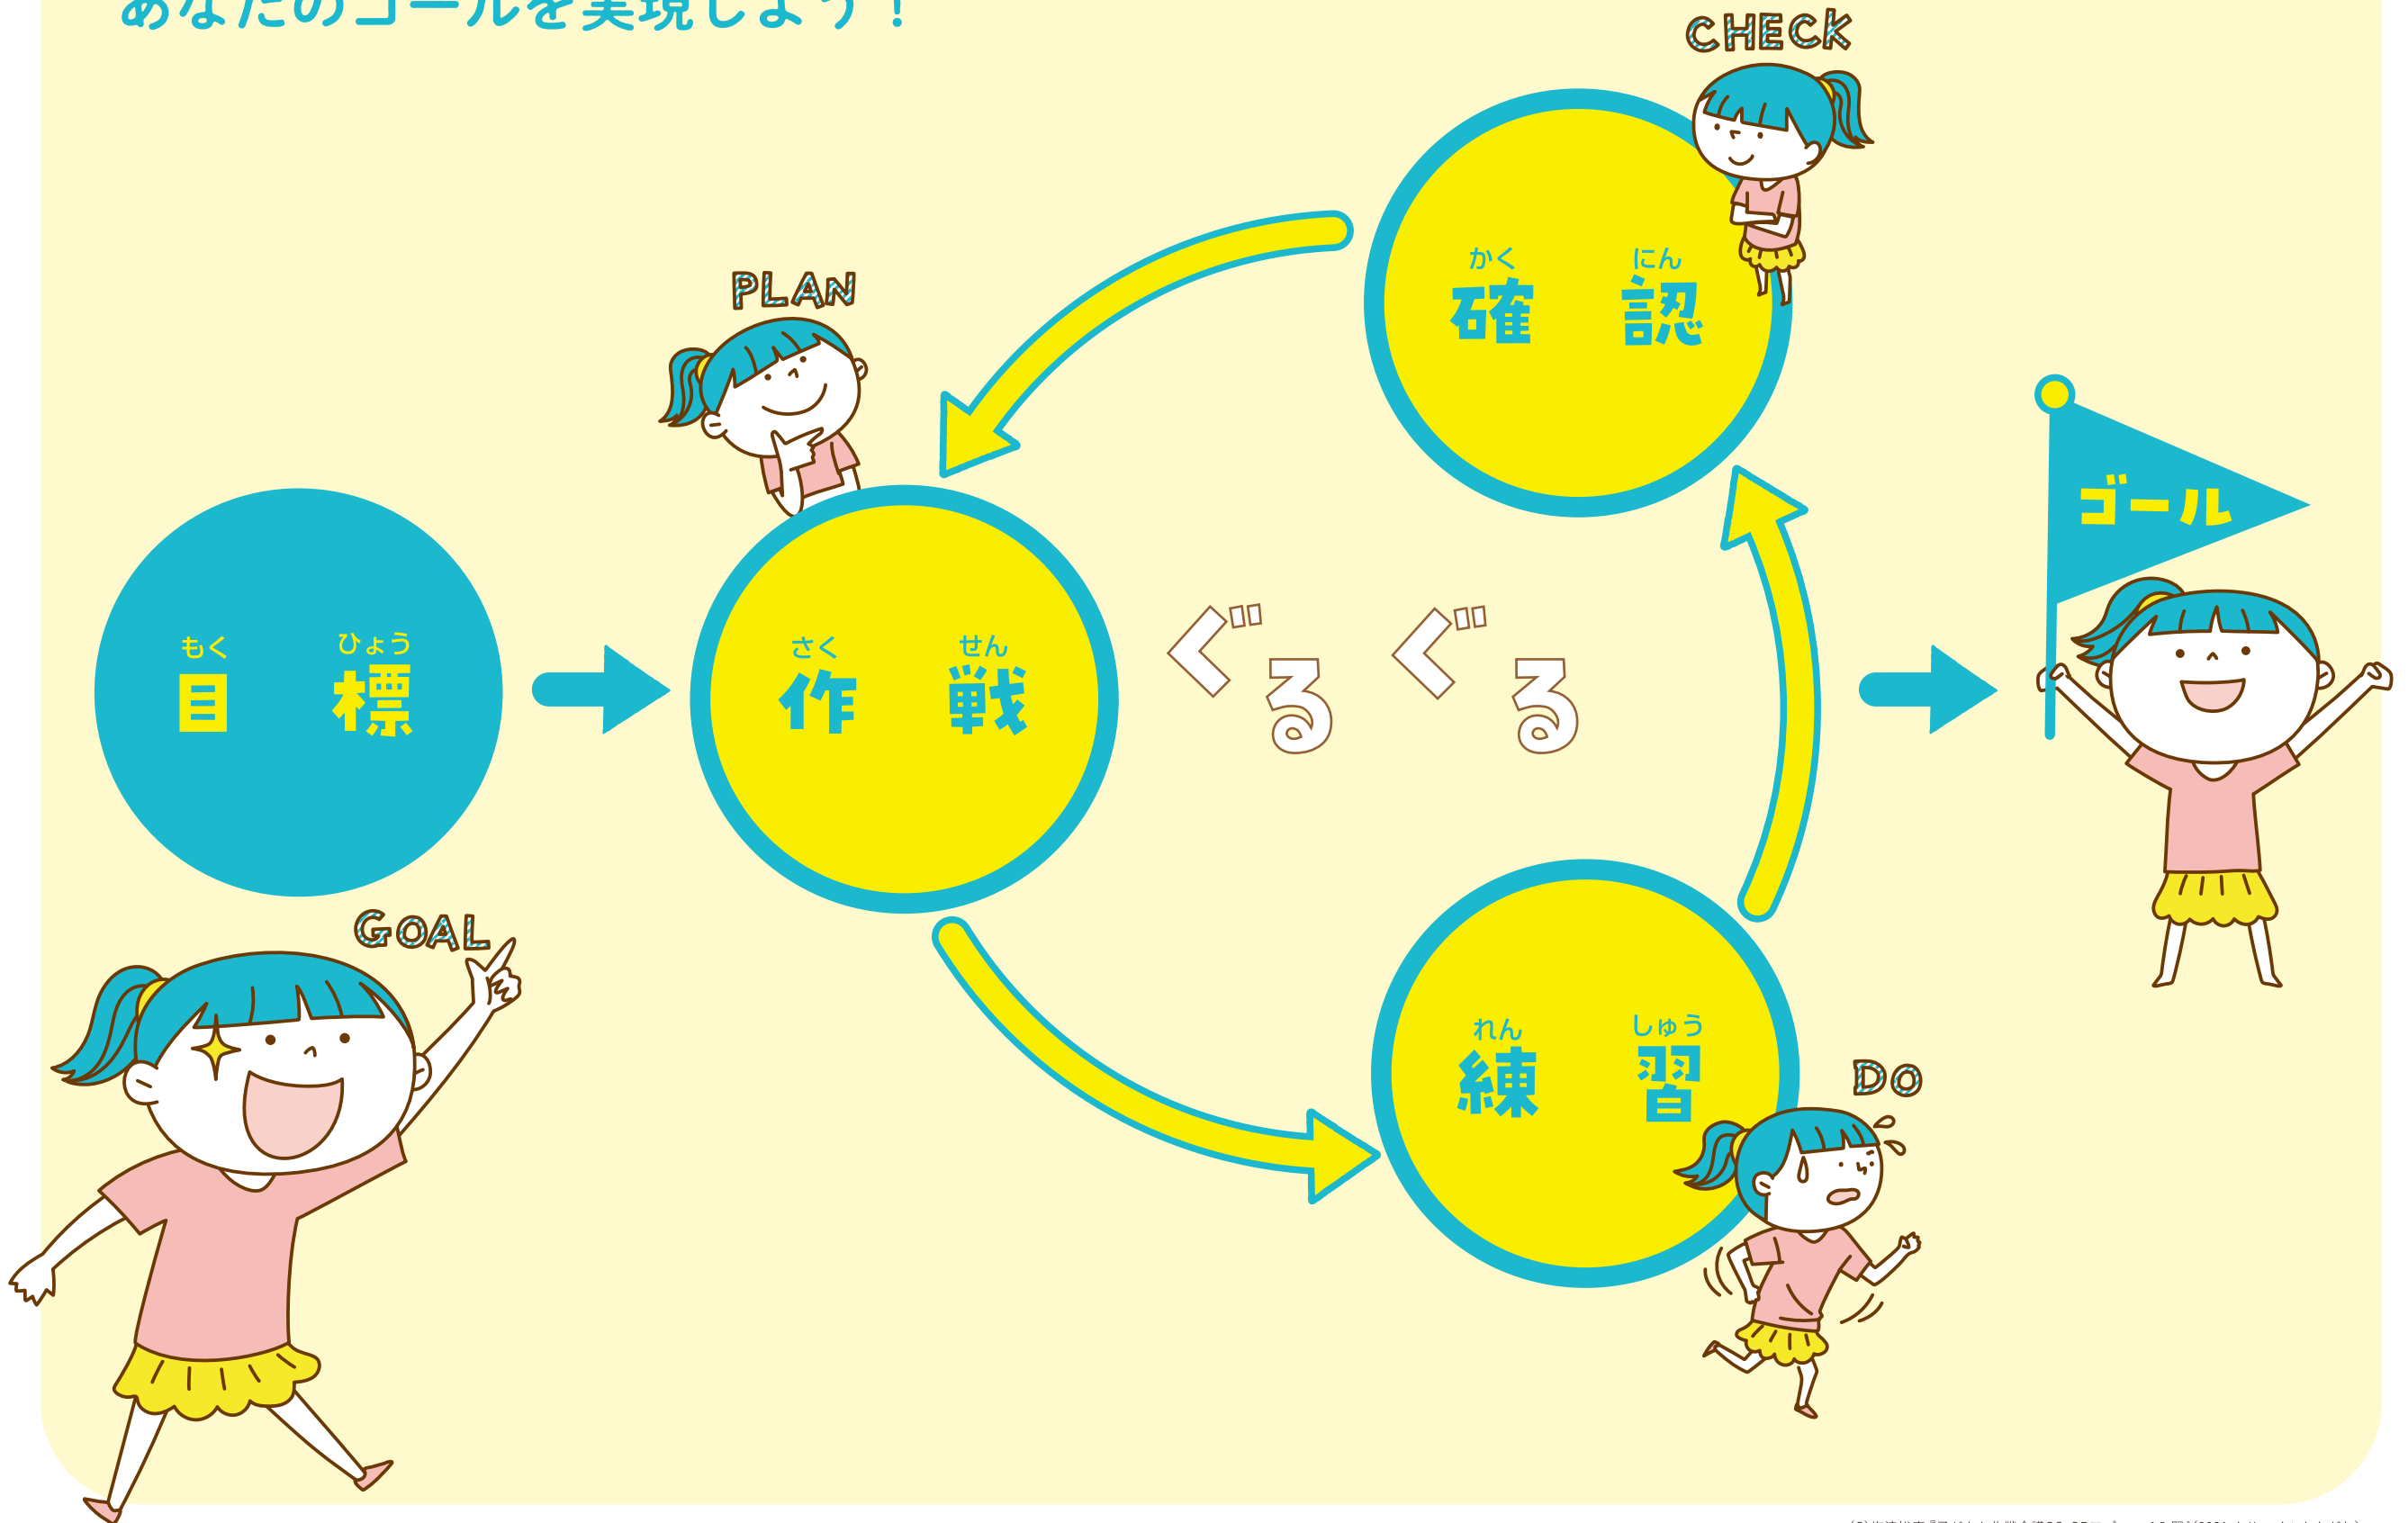 あなたのゴールを実現しよう！
CHECK
かく にん
確 認
PLAN
ゴール
もく ひょう
目 標
さく せん
作 戦
ぐるぐる
GOAL
れん しゅう
練 習
DO